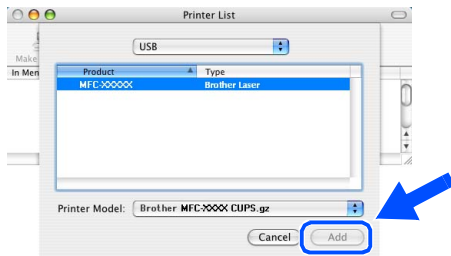 Printer List
USB
Make
In Men
Product Type
MFC-XXXXX Brother Laser
Printer Model: Brother MFC-XXXX CUPS.gz
Cancel Add